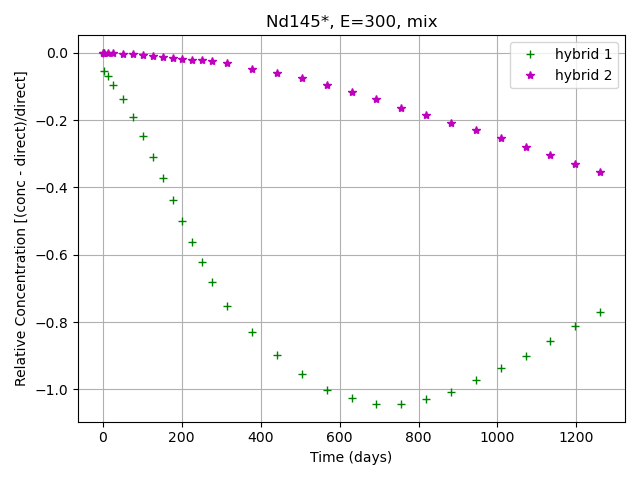 Nd145*, E=300, mix
hybrid 1
hybrid 2
Relative Concentration [(conc - direct)/direct]
0.0
−0.2
−0.4
−0.6
−0.8
−1.0
0 200 400 600 800 1000 1200
Time (days)